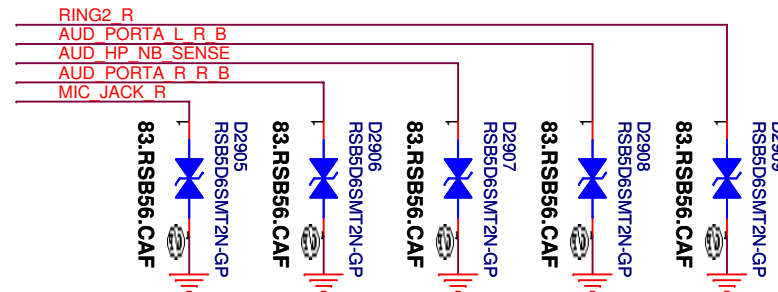 RING2_R
AUD_PORTA_L_R_B
AUD_HP_NB_SENSE
AUD_PORTA_R_R_B
MIC_JACK_R
1
D2905
RSB5D6SMT2N-GP
83.RSB56.CAF
1
D2906
RSB5D6SMT2N-GP
83.RSB56.CAF
1
D2907
RSB5D6SMT2N-GP
83.RSB56.CAF
1
D2908
RSB5D6SMT2N-GP
83.RSB56.CAF
1
D2909
RSB5D6SMT2N-GP
83.RSB56.CAF